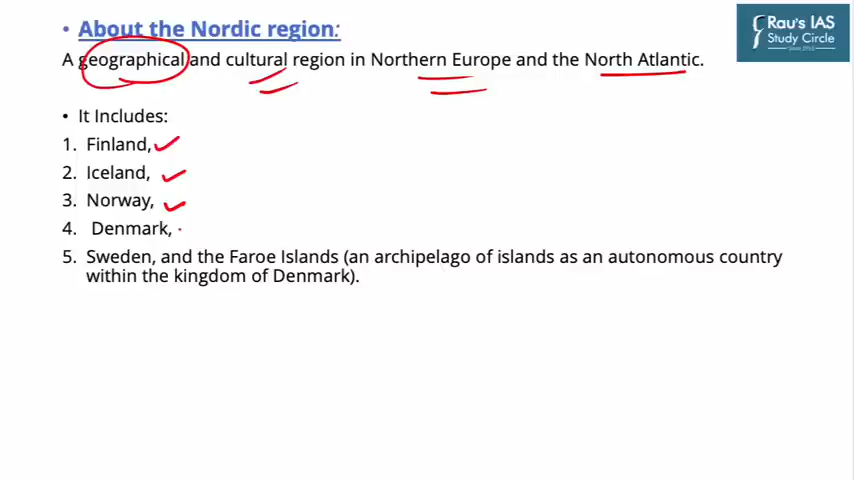 • About the Nordic region:
Rau's IAS
Study Circle
Since 1953
A geographical and cultural region in Northern Europe and the North Atlantic.
• It Includes:
1. Finland,
2. Iceland,
3. Norway,
4. Denmark,
5. Sweden, and the Faroe Islands (an archipelago of islands as an autonomous country
within the kingdom of Denmark).